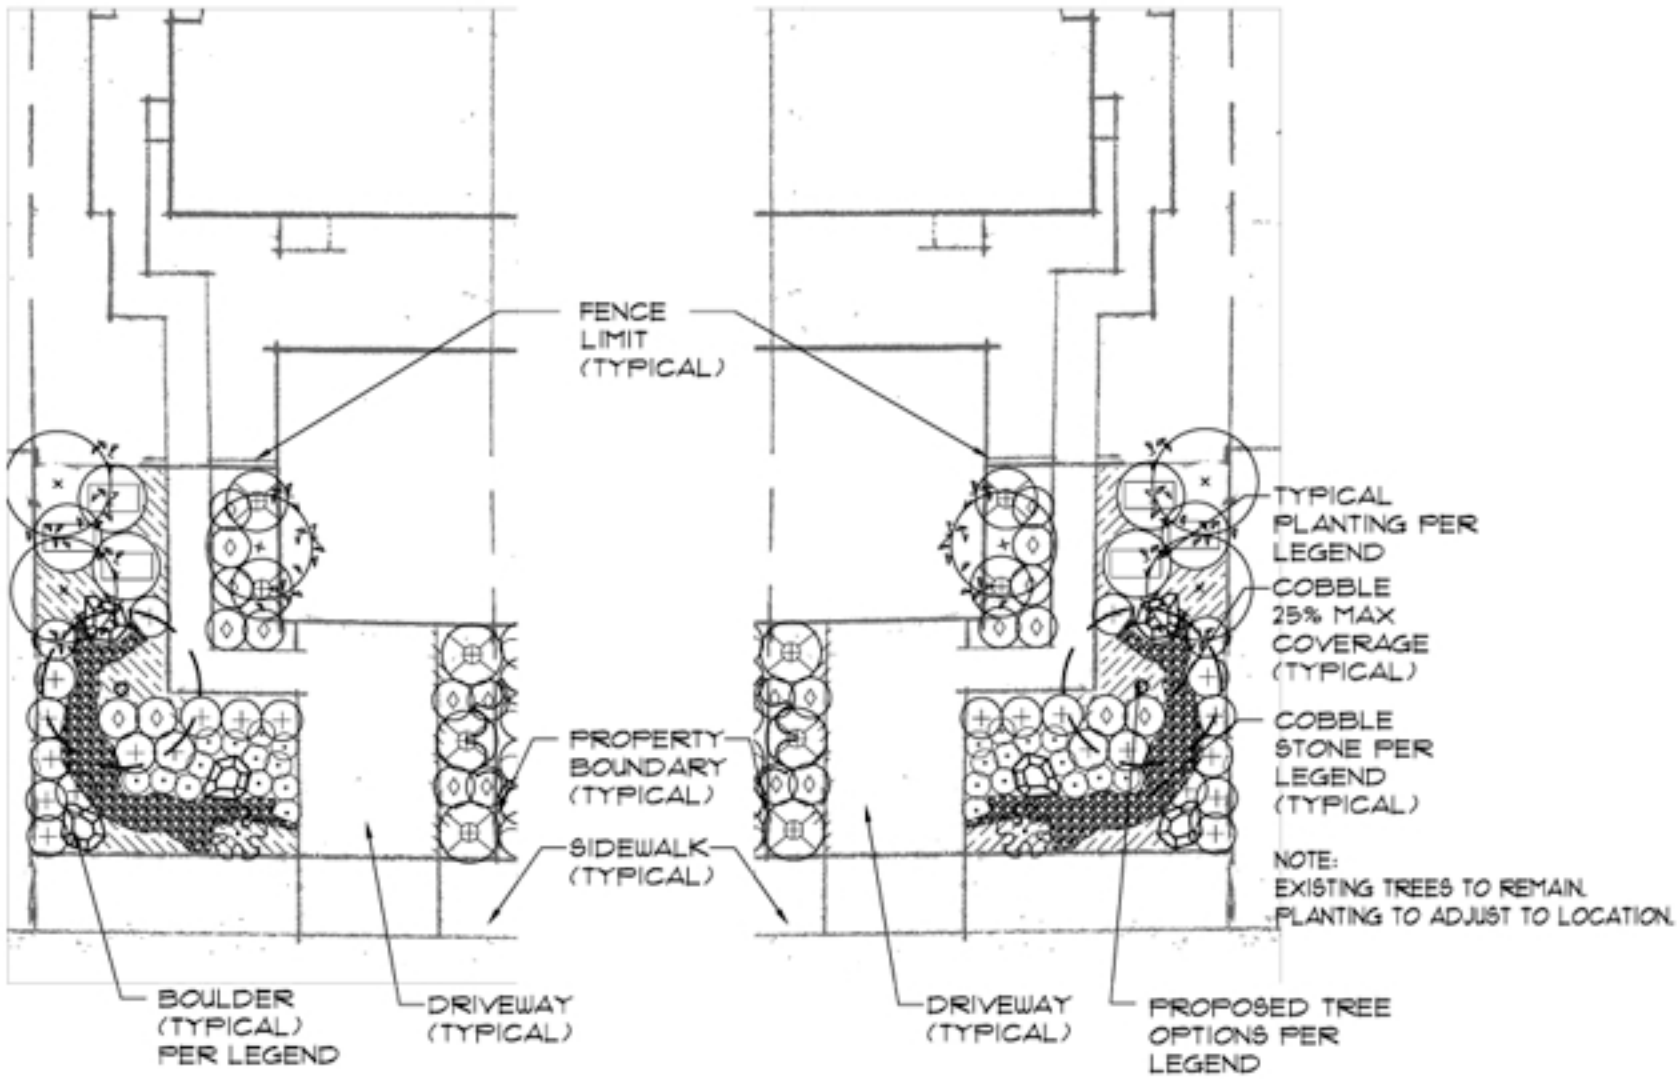 FENCE
LIMIT
(TYPICAL)
TYPICAL
PLANTING PER
LEGEND
COBBLE
25% MAX
COVERAGE
(TYPICAL)
COBBLE
STONE PER
LEGEND
(TYPICAL)
PROPERTY
BOUNDARY
(TYPICAL)
SIDEWALK
(TYPICAL)
NOTE:
EXISTING TREES TO REMAIN.
PLANTING TO ADJUST TO LOCATION.
BOULDER
(TYPICAL)
PER LEGEND
DRIVEWAY
(TYPICAL)
DRIVEWAY
(TYPICAL)
PROPOSED TREE
OPTIONS PER
LEGEND